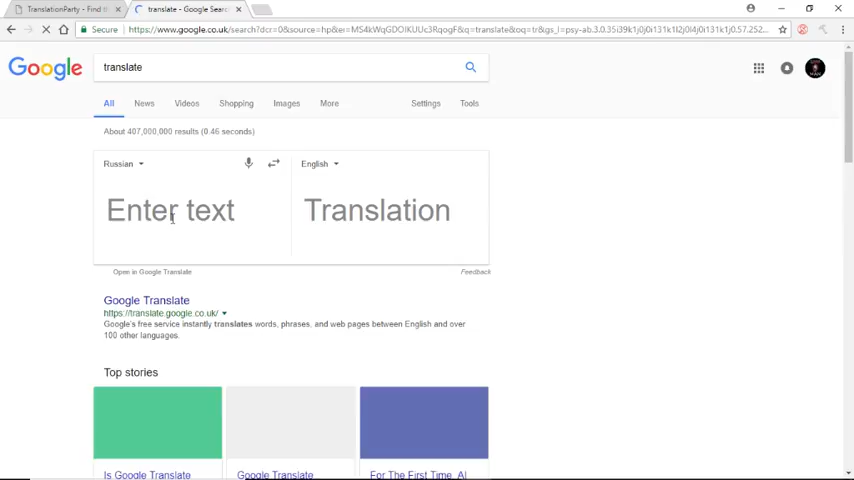 TranslationParty - Find t
translate - Google Searc
Secure
https://www.google.co.uk/search?dcr=0&source=hp&ei=MS4kWqGDOIKUUc3RqogF&q=translate&oq=tr&gs_l=psy-ab.3.0.35i39k1j0j0i131k1l2j0l4j0i131k1j0l.57.252...
Google
translate
All News Videos Shopping Images More Settings Tools
About 407,000,000 results (0.46 seconds)
Russian English
Enter text Translation
Open in Google Translate Feedback
Google Translate
https://translate.google.co.uk/
Google's free service instantly translates words, phrases, and web pages between English and over
100 other languages.
Top stories
Is Google Translate Google Translate For The First Time, AI